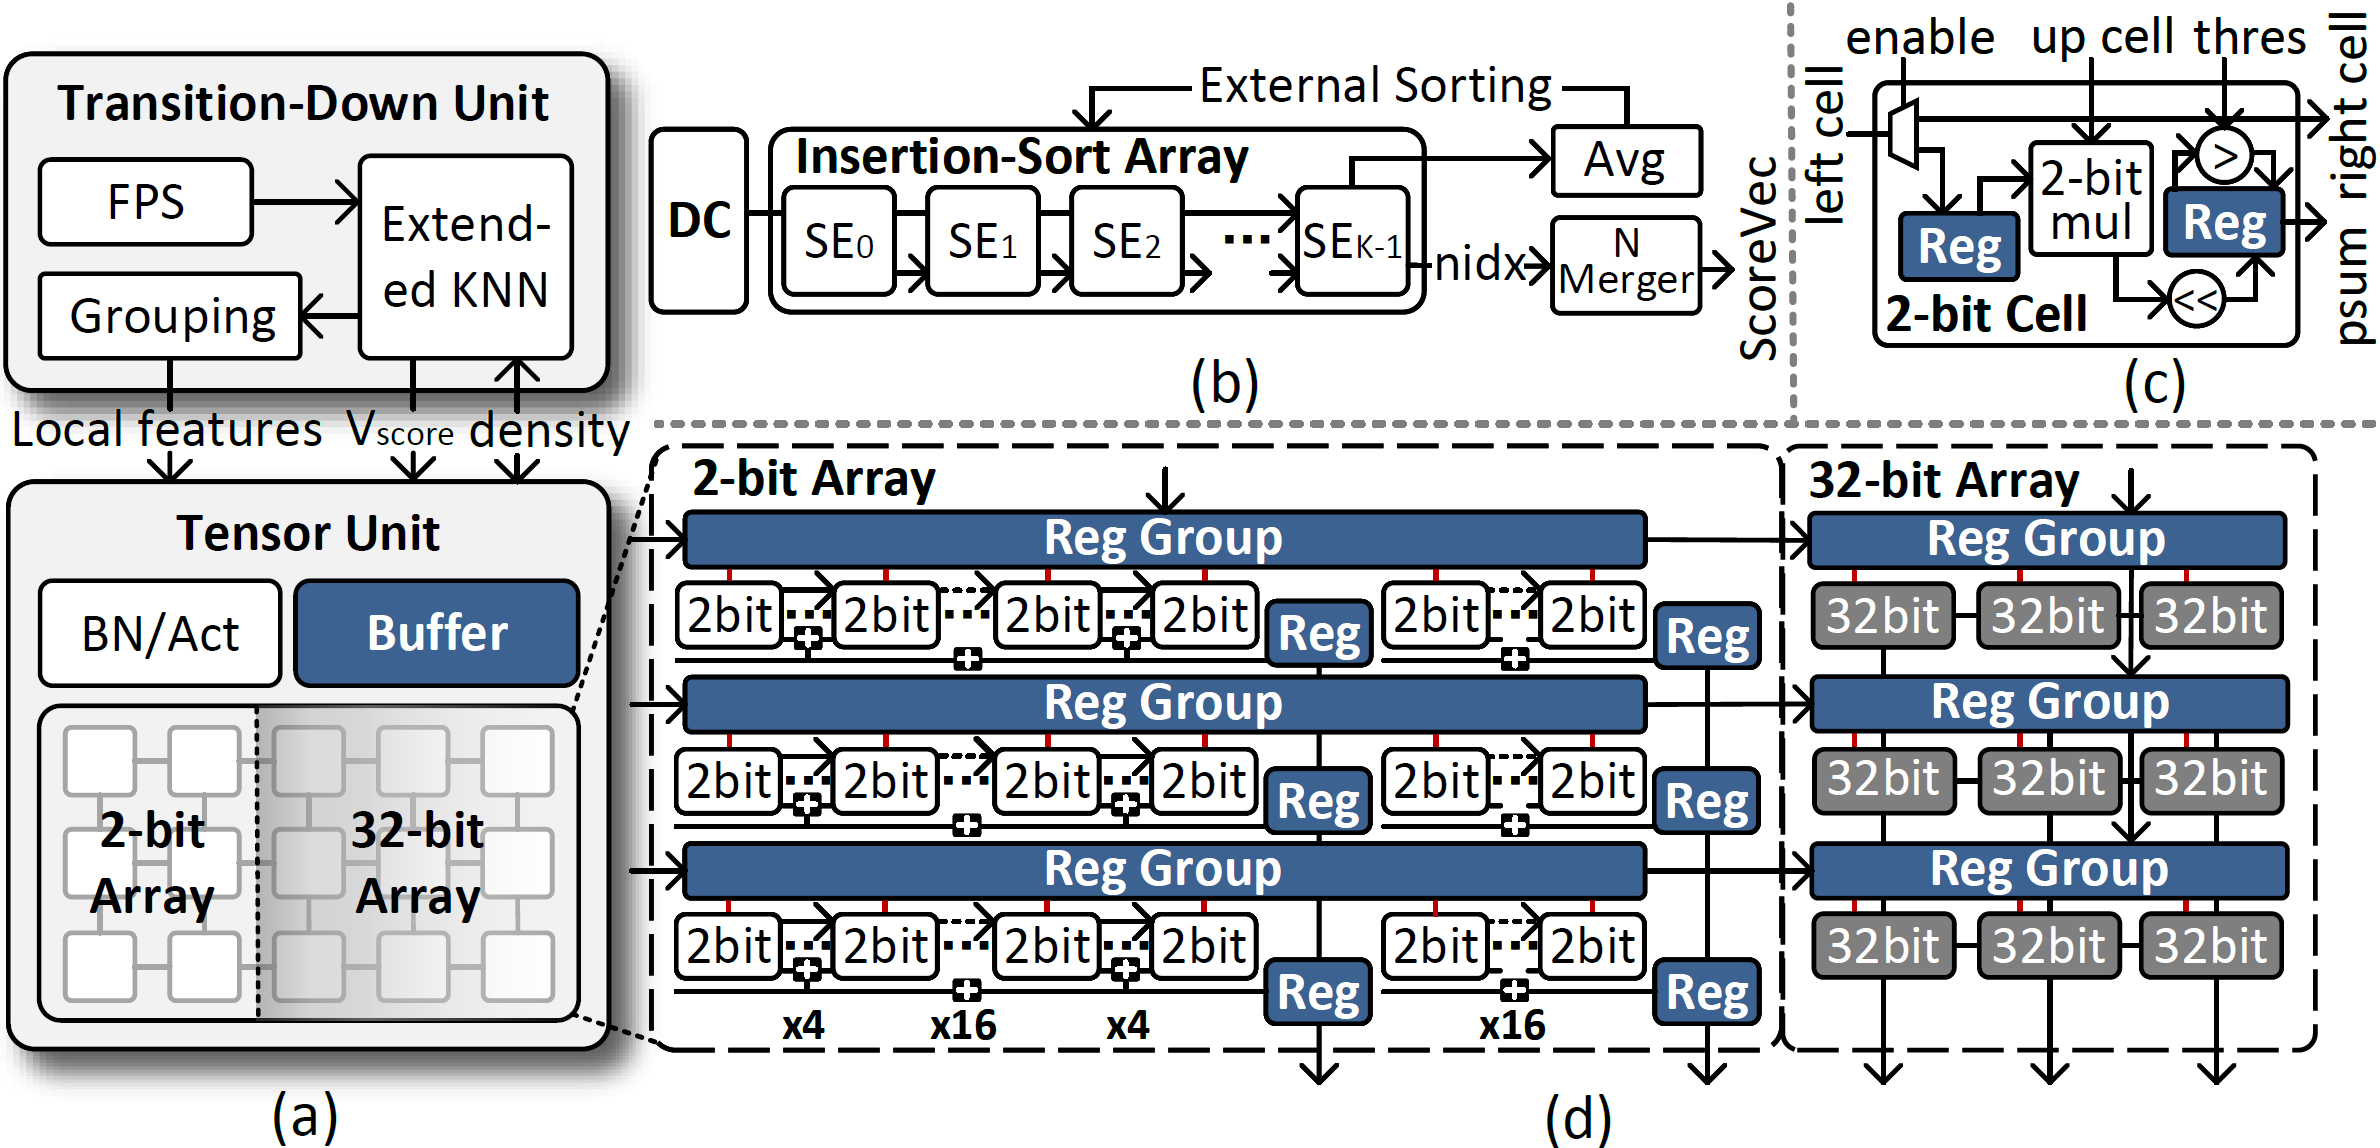 Transition-Down Unit
FPS
Extend-
ed KNN
Grouping
Local features
Vscore
density
Tensor Unit
BN/Act
Buffer
2-bit
Array
32-bit
Array
(a)
External Sorting
DC
Insertion-Sort Array
SE0
SE1
SE2
...
SEK-1
Avg
nidx
N
Merger
ScoreVec
(b)
enable
up cell
thres
left cell
right cell
psum
2-bit
mul
>
Reg
Reg
<<
2-bit Cell
(c)
2-bit Array
Reg Group
2bit ... 2bit ... 2bit ... 2bit Reg 2bit ... 2bit Reg
+ + + +
Reg Group
2bit ... 2bit ... 2bit ... 2bit Reg 2bit ... 2bit Reg
+ + + +
Reg Group
2bit ... 2bit ... 2bit ... 2bit Reg 2bit ... 2bit Reg
+ + + +
x4 x16 x4 x16
32-bit Array
Reg Group
32bit 32bit 32bit
Reg Group
32bit 32bit 32bit
Reg Group
32bit 32bit 32bit
(d)